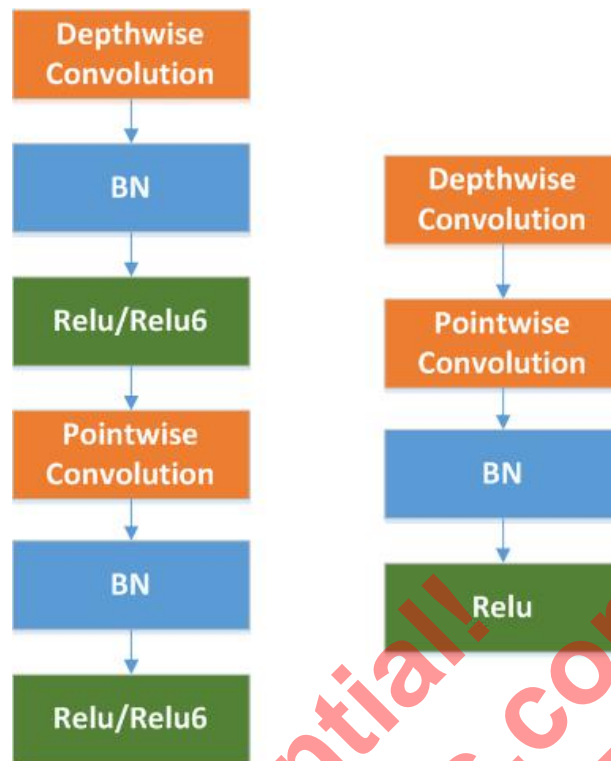 Depthwise
Convolution
BN
Relu/Relu6
Pointwise
Convolution
BN
Relu/Relu6
Depthwise
Convolution
Pointwise
Convolution
BN
Relu